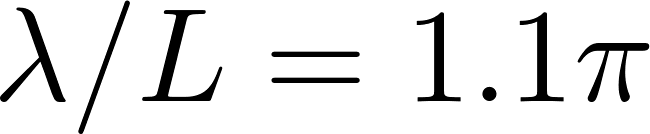 λ/L = 1.1π